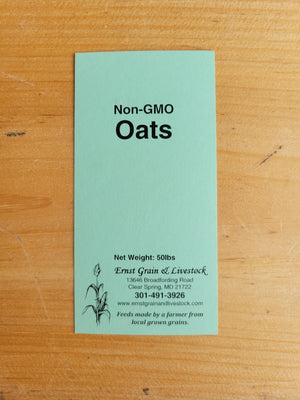 Non-GMO
Oats
Net Weight: 50lbs
Ernst Grain & Livestock
13646 Broadfording Road
Clear Spring, MD 21722
301-491-3926
www.ernstgrainandlivestock.com
Feeds made by a farmer from
local grown grains.